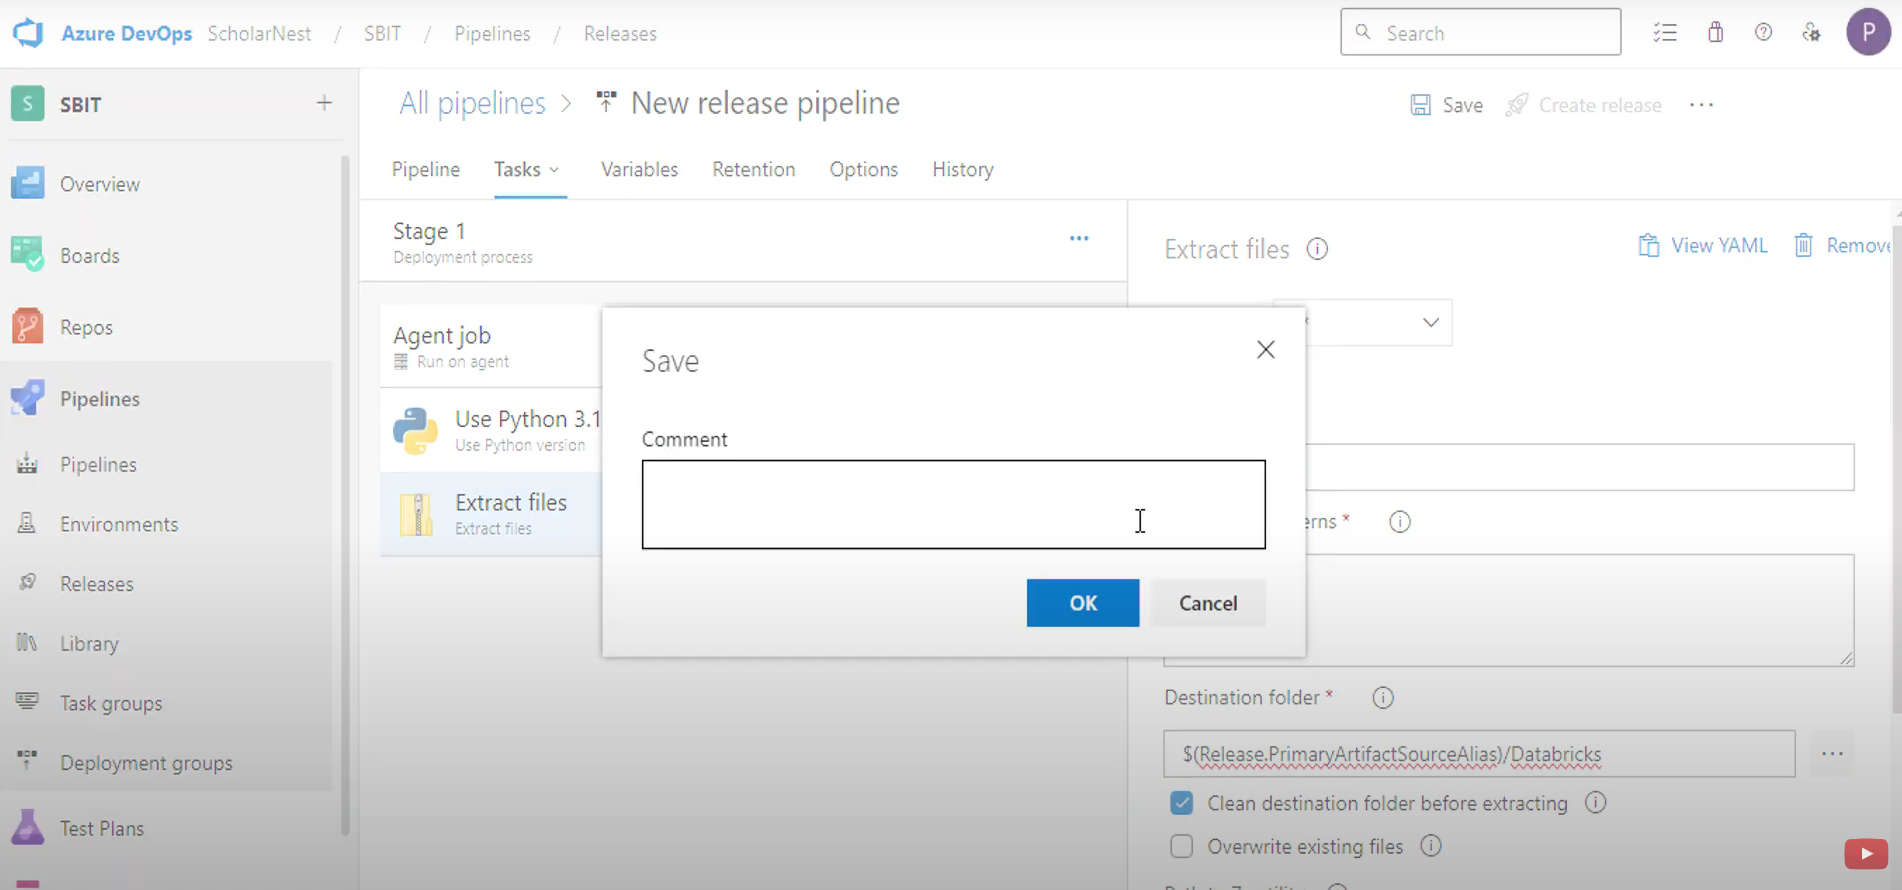 Azure DevOps ScholarNest / SBIT / Pipelines / Releases
Search
P
S SBIT
All pipelines > New release pipeline
Save Create release
Overview
Boards
Repos
Pipelines
Pipelines
Environments
Releases
Library
Task groups
Deployment groups
Test Plans
Pipeline Tasks Variables Retention Options History
Stage 1
Deployment process
Agent job
Run on agent
Use Python 3.1
Use Python version
Extract files
Extract files
Extract files
View YAML Remove
Save
Comment
OK Cancel
erns *
Destination folder *
$(Release.PrimaryArtifactSourceAlias)/Databricks
Clean destination folder before extracting
Overwrite existing files